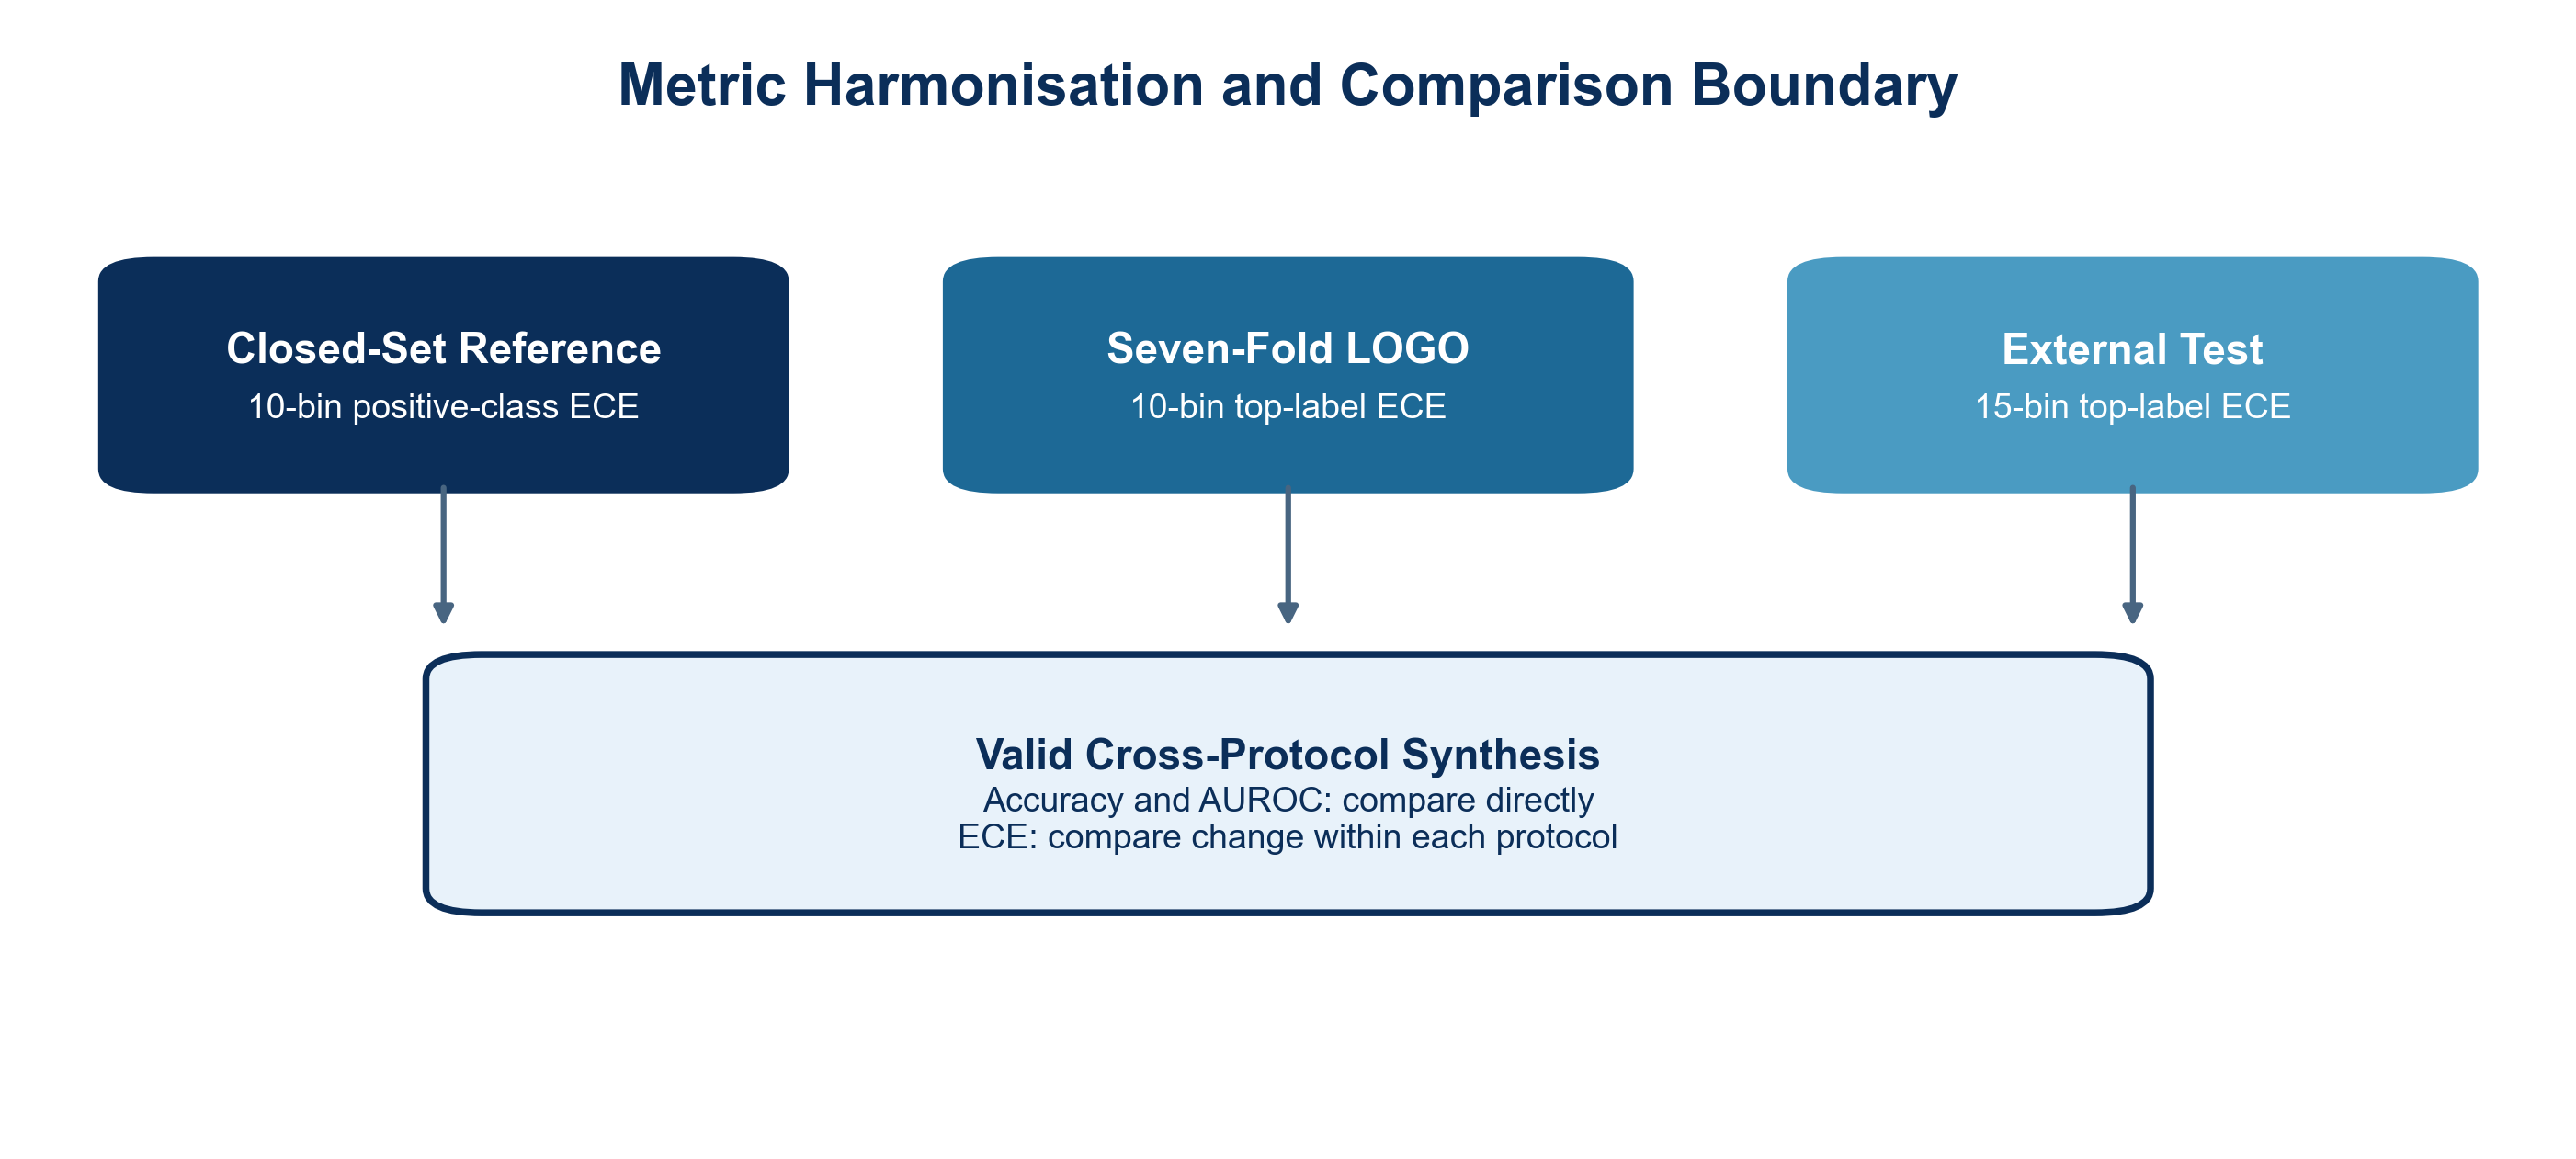 Metric Harmonisation and Comparison Boundary
Closed-Set Reference
10-bin positive-class ECE
Seven-Fold LOGO
10-bin top-label ECE
External Test
15-bin top-label ECE
Valid Cross-Protocol Synthesis
Accuracy and AUROC: compare directly
ECE: compare change within each protocol